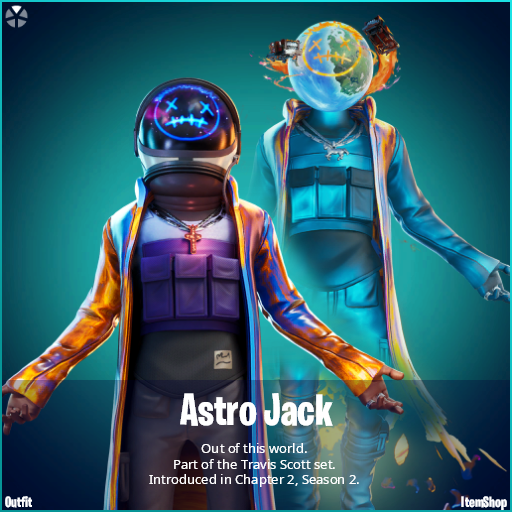 Astro Jack
Out of this world.
Part of the Travis Scott set.
Introduced in Chapter 2, Season 2.
Outfit
ItemShop